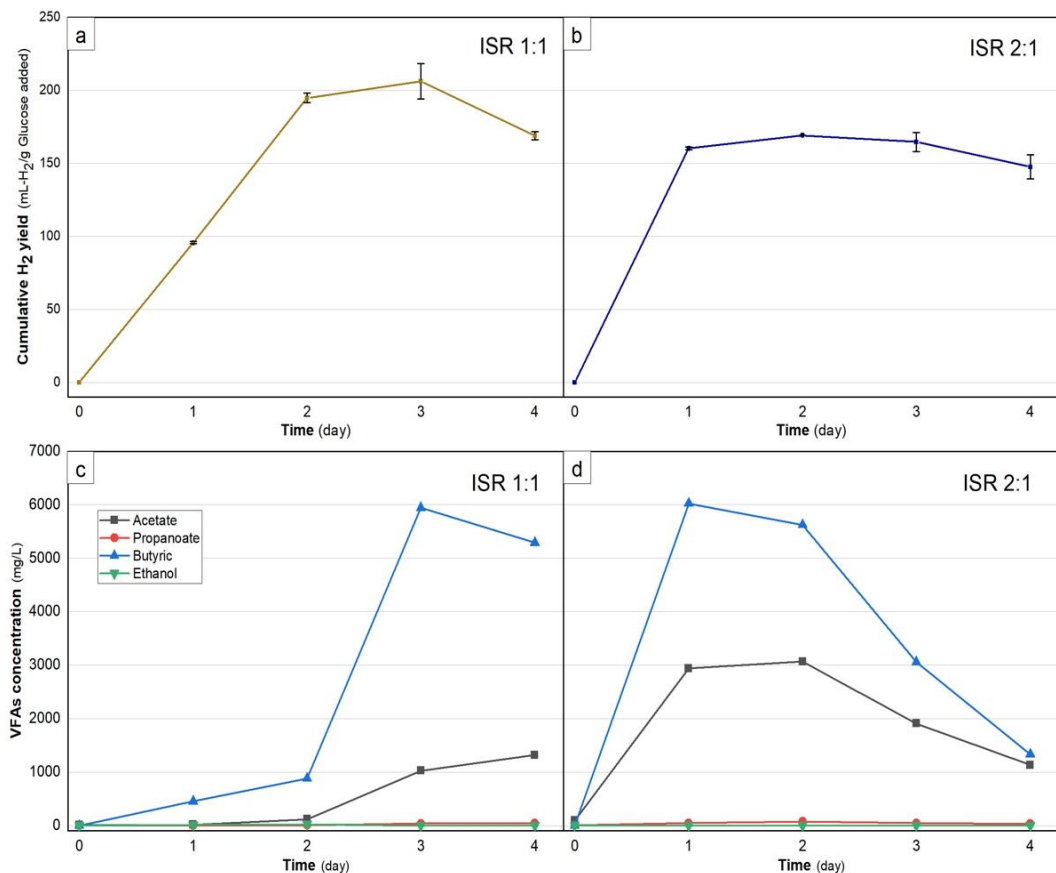 a
ISR 1:1
b
ISR 2:1
Cumulative H2 yield (mL-H2/g Glucose added)
250
200
150
100
50
0
0 1 2 3 4
Time (day)
0 1 2 3 4
Time (day)
c
ISR 1:1
d
ISR 2:1
VFAs concentration (mg/L)
7000
6000
5000
4000
3000
2000
1000
0
Acetate
Propanoate
Butyric
Ethanol
0 1 2 3 4
Time (day)
0 1 2 3 4
Time (day)